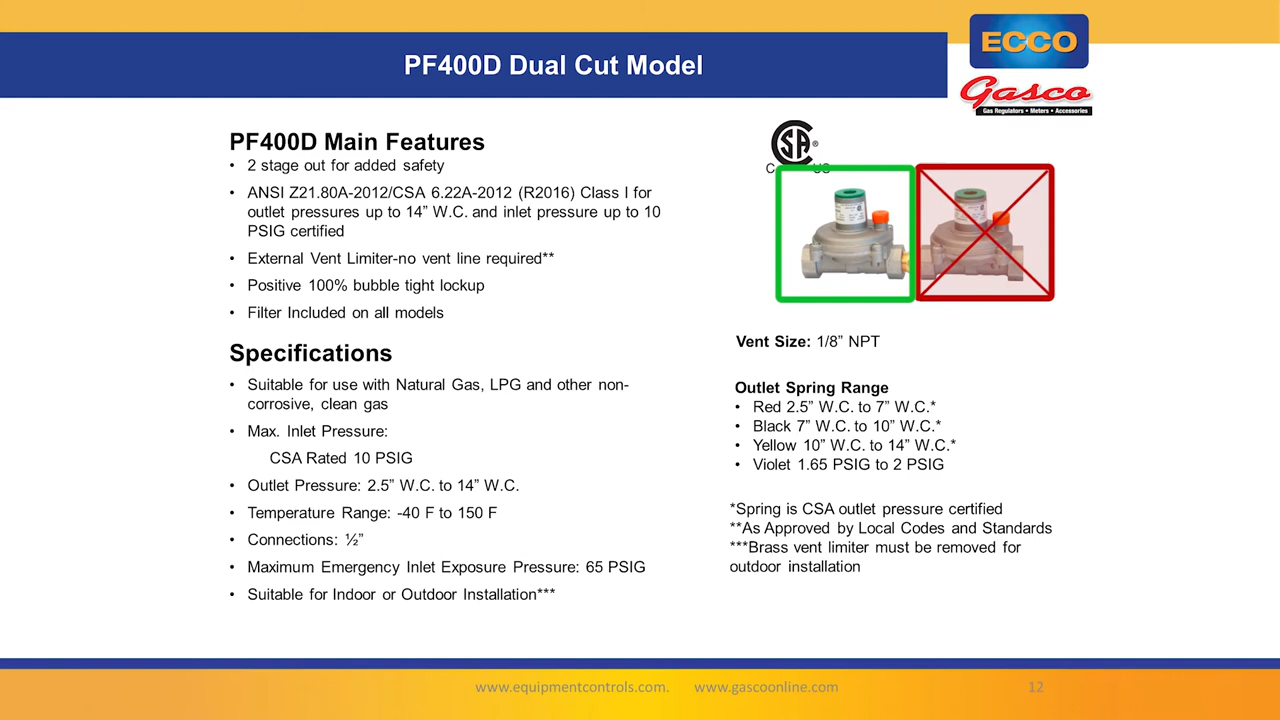 PF400D Dual Cut Model
ECCO
Gasco
Gas Regulators • Meters • Accessories
PF400D Main Features
• 2 stage out for added safety
• ANSI Z21.80A-2012/CSA 6.22A-2012 (R2016) Class I for
outlet pressures up to 14” W.C. and inlet pressure up to 10
PSIG certified
• External Vent Limiter-no vent line required**
• Positive 100% bubble tight lockup
• Filter Included on all models
Specifications
• Suitable for use with Natural Gas, LPG and other non-
corrosive, clean gas
• Max. Inlet Pressure:
CSA Rated 10 PSIG
• Outlet Pressure: 2.5” W.C. to 14” W.C.
• Temperature Range: -40 F to 150 F
• Connections: ½”
• Maximum Emergency Inlet Exposure Pressure: 65 PSIG
• Suitable for Indoor or Outdoor Installation***
CSA®
C US
Vent Size: 1/8” NPT
Outlet Spring Range
• Red 2.5” W.C. to 7” W.C.*
• Black 7” W.C. to 10” W.C.*
• Yellow 10” W.C. to 14” W.C.*
• Violet 1.65 PSIG to 2 PSIG
*Spring is CSA outlet pressure certified
**As Approved by Local Codes and Standards
***Brass vent limiter must be removed for
outdoor installation
www.equipmentcontrols.com. www.gascoonline.com 12